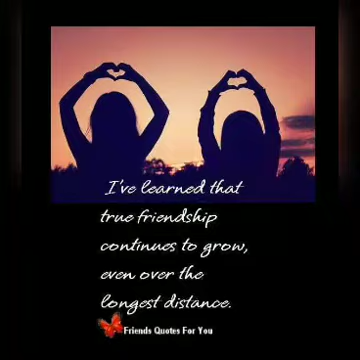 I've learned that
true friendship
continues to grow,
even over the
longest distance.
Friends Quotes For You